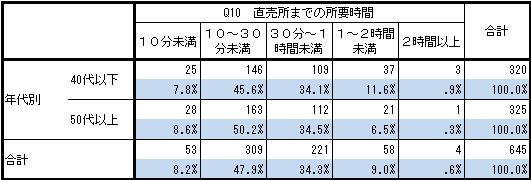 Q10　直売所までの所要時間
１０分未満 １０～３０分未満 ３０分～１時間未満 １～２時間未満 ２時間以上 合計
年代別 40代以下 25 146 109 37 3 320
7.8% 45.6% 34.1% 11.6% .9% 100.0%
50代以上 28 163 112 21 1 325
8.6% 50.2% 34.5% 6.5% .3% 100.0%
合計 53 309 221 58 4 645
8.2% 47.9% 34.3% 9.0% .6% 100.0%